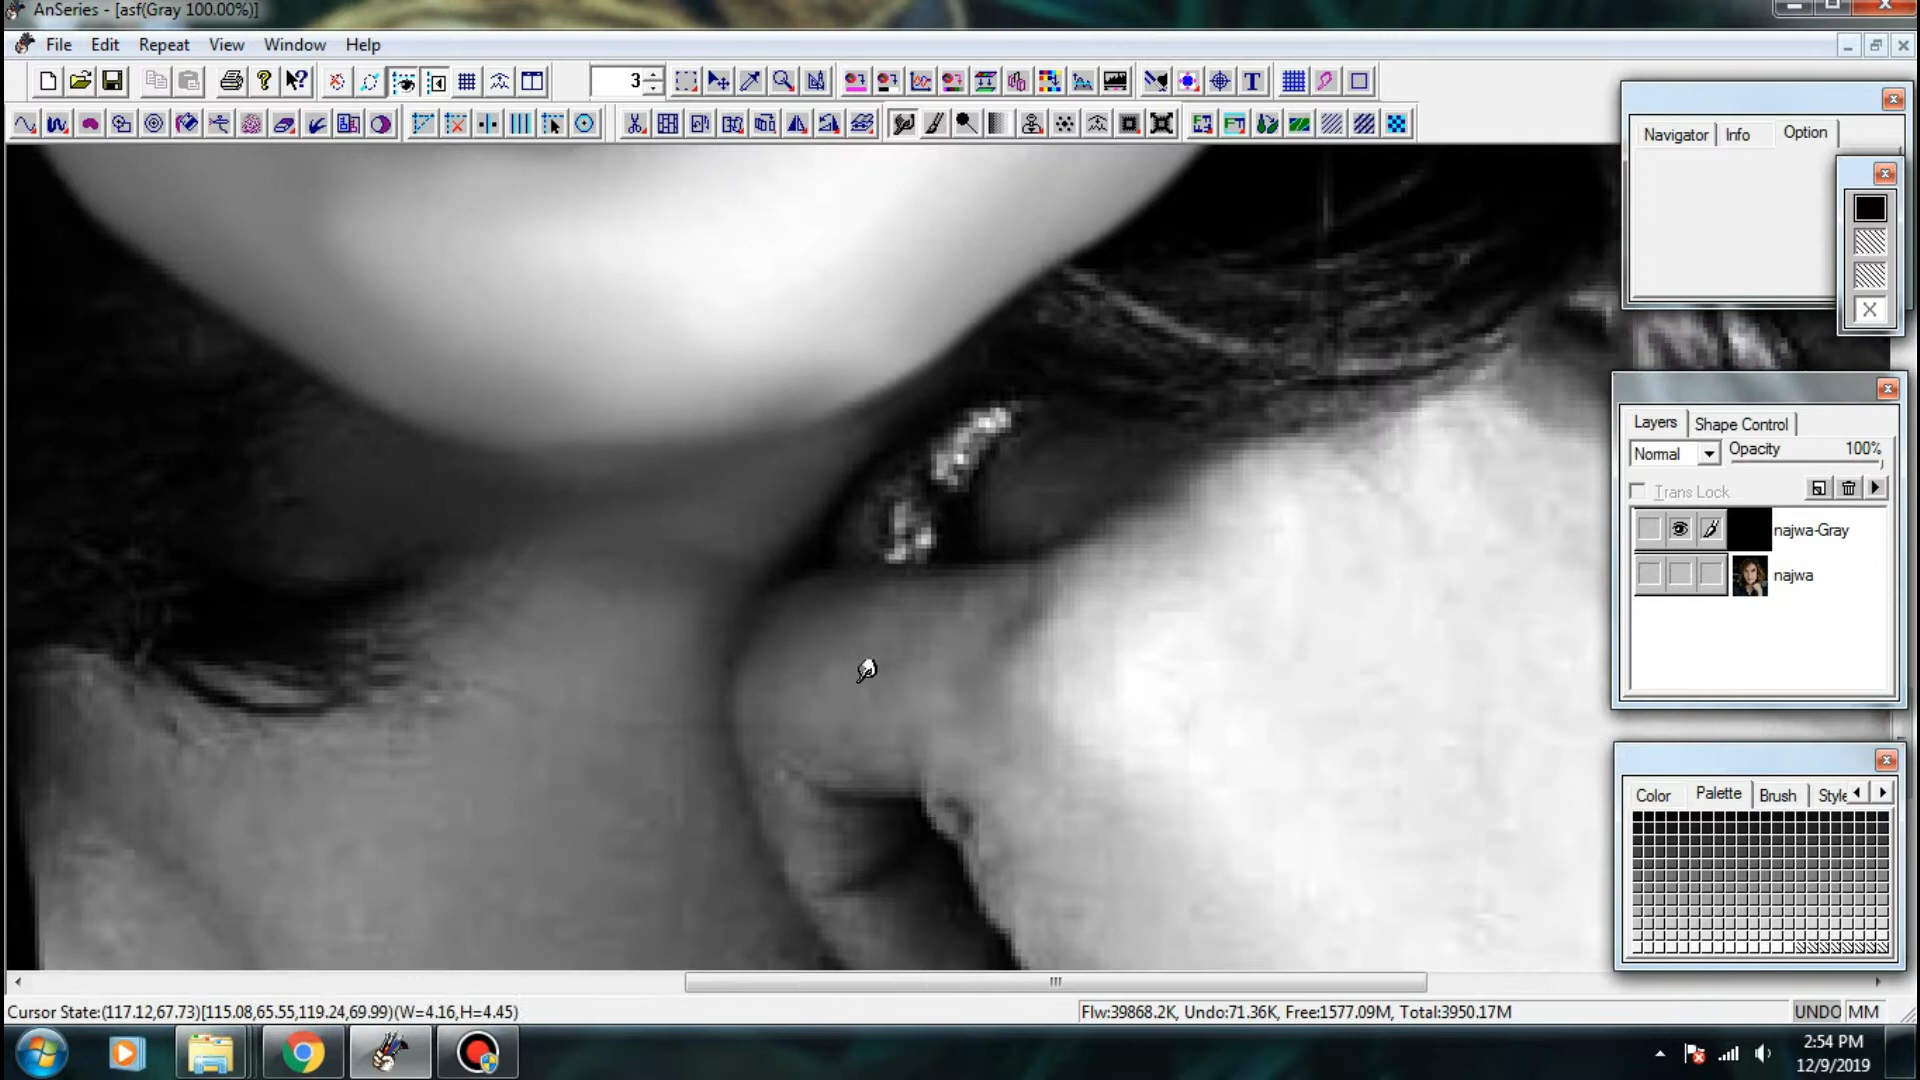 AnSeries - [asf(Gray 100.00%)]
File Edit Repeat View Window Help
3
Navigator Info Option
Layers Shape Control
Normal Opacity 100%
Trans Lock
najwa-Gray
najwa
Color Palette Brush Style
Cursor State:(117.12,67.73)[115.08,65.55,119.24,69.99)(W=4.16,H=4.45)
Flw:39868.2K, Undo:71.36K, Free:1577.09M, Total:3950.17M
UNDO MM
2:54 PM
12/9/2019